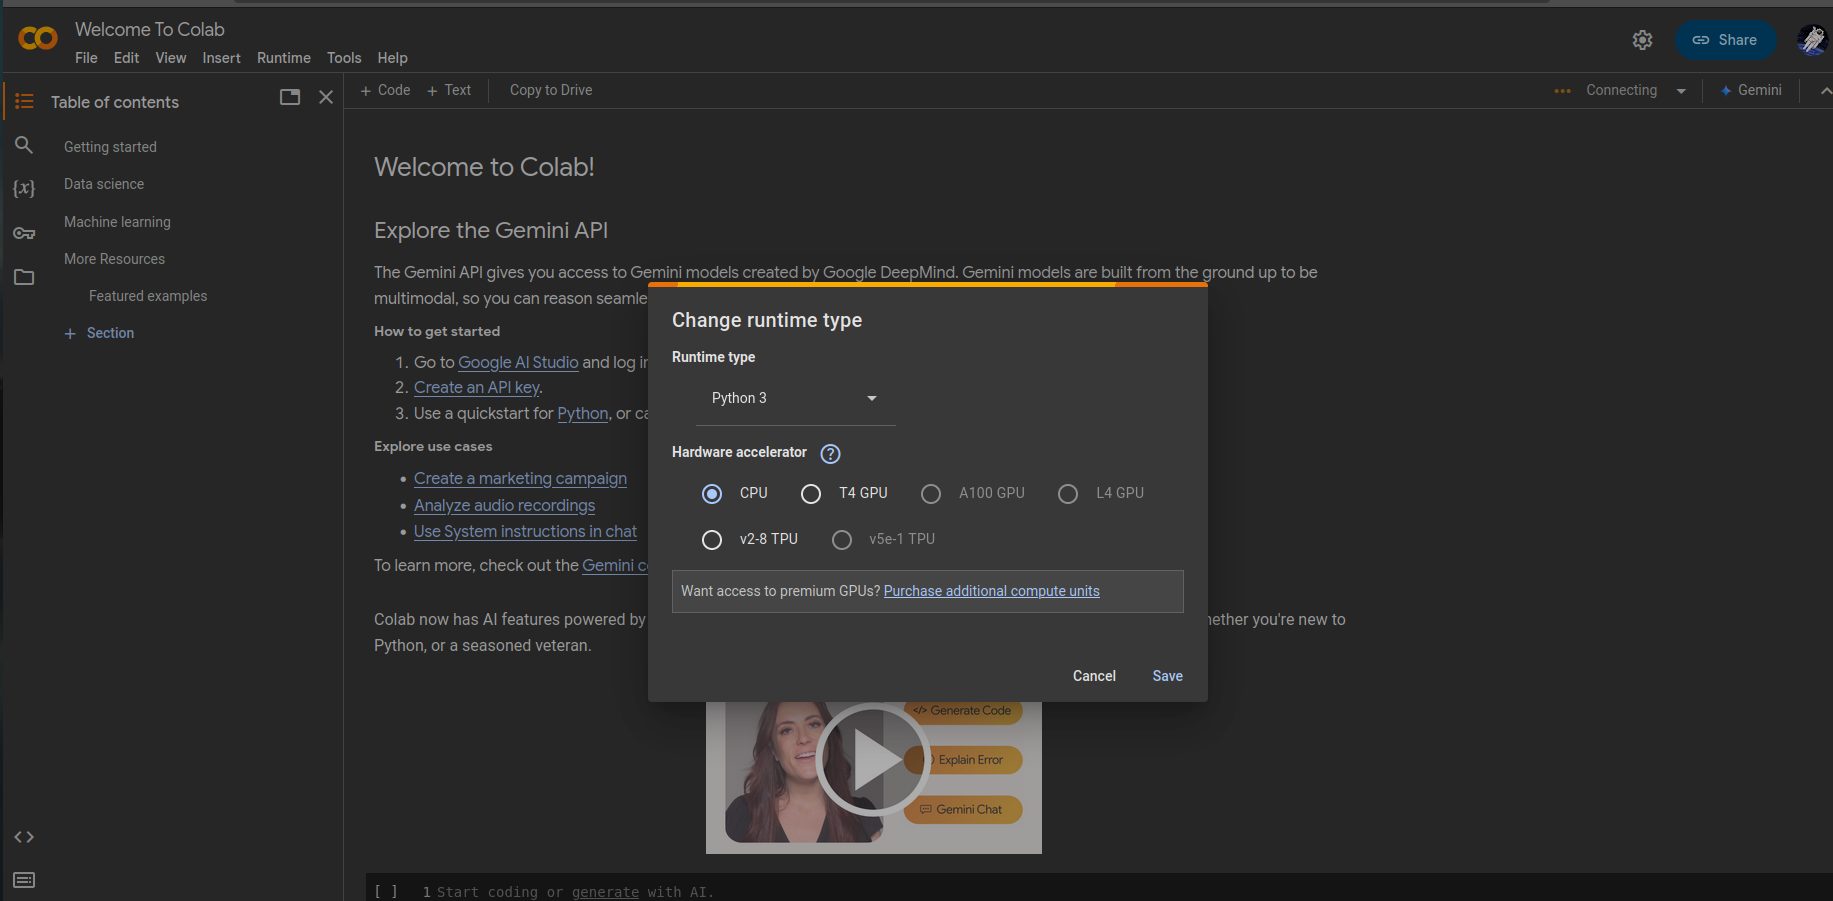 Welcome To Colab
File Edit View Insert Runtime Tools Help
Share
Table of contents
+ Code + Text Copy to Drive
Connecting
Gemini
Getting started
Data science
Machine learning
More Resources
Featured examples
+ Section
Welcome to Colab!
Explore the Gemini API
The Gemini API gives you access to Gemini models created by Google DeepMind. Gemini models are built from the ground up to be
multimodal, so you can reason seamle
How to get started
1. Go to Google AI Studio and log in
2. Create an API key.
3. Use a quickstart for Python, or ca
Explore use cases
• Create a marketing campaign
• Analyze audio recordings
• Use System instructions in chat
To learn more, check out the Gemini co
Colab now has AI features powered by
hether you're new to
Python, or a seasoned veteran.
Change runtime type
Runtime type
Python 3
Hardware accelerator ?
CPU T4 GPU A100 GPU L4 GPU
v2-8 TPU v5e-1 TPU
Want access to premium GPUs? Purchase additional compute units
Cancel Save
</> Generate Code
Explain Error
Gemini Chat
[ ] 1 Start coding or generate with AI.